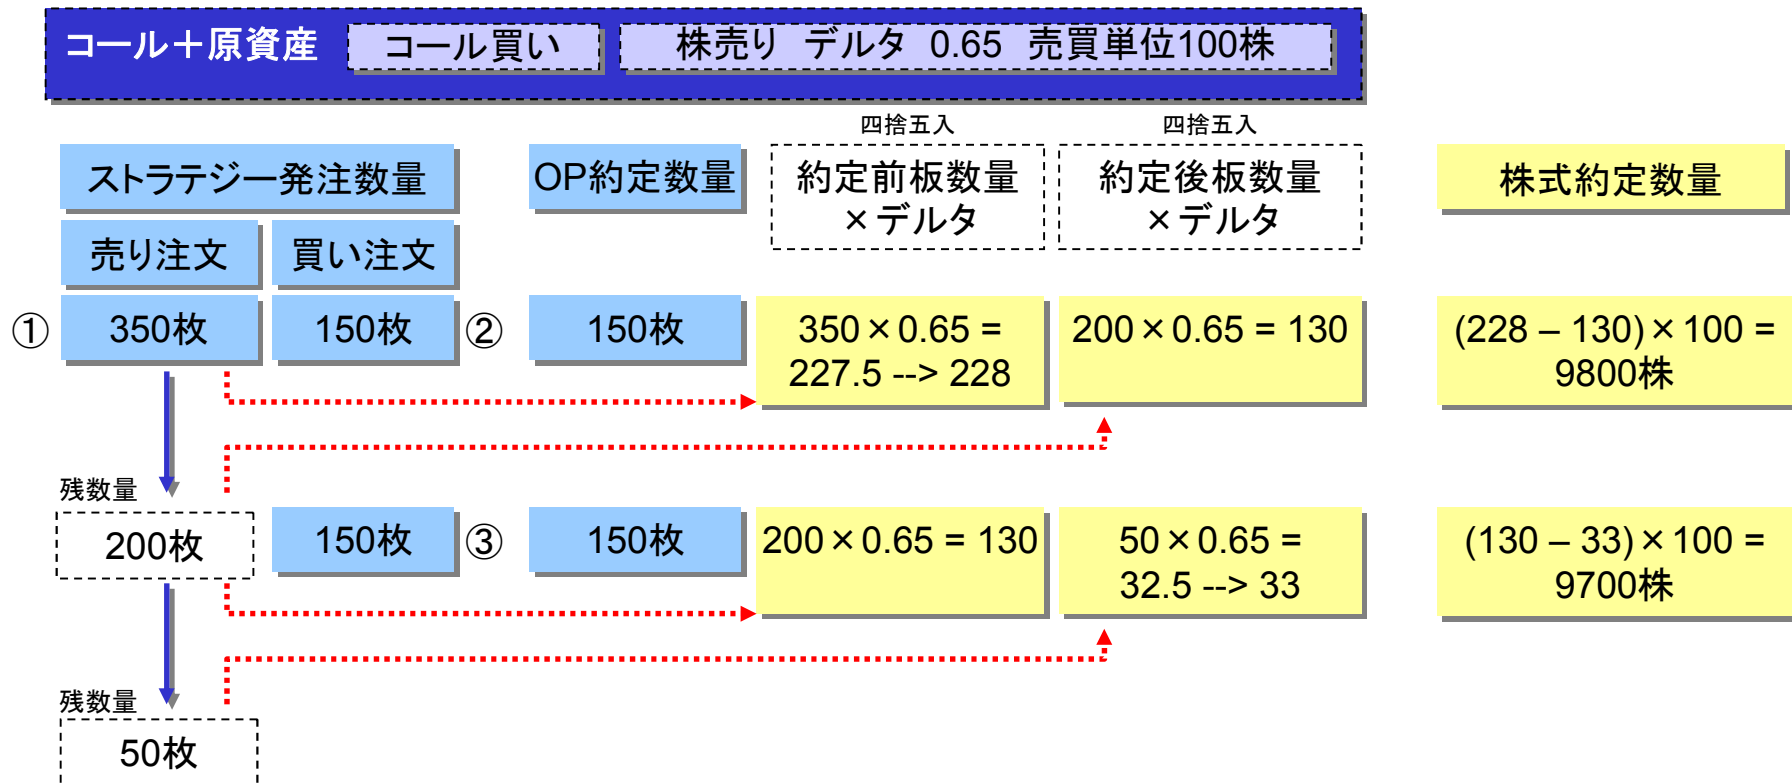 コール＋原資産 コール買い 株売り デルタ 0.65 売買単位100株
四捨五入 四捨五入
ストラテジー発注数量 OP約定数量 約定前板数量 約定後板数量 株式約定数量
×デルタ ×デルタ
売り注文 買い注文
① 350枚 150枚 ② 150枚 350×0.65 = 200×0.65 = 130 (228 – 130)×100 =
227.5 --> 228 9800株
残数量
200枚 150枚 ③ 150枚 200×0.65 = 130 50×0.65 = (130 – 33)×100 =
32.5 --> 33 9700株
残数量
50枚